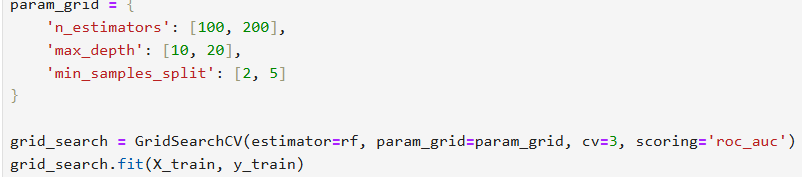 param_grid = {
    'n_estimators': [100, 200],
    'max_depth': [10, 20],
    'min_samples_split': [2, 5]
}
grid_search = GridSearchCV(estimator=rf, param_grid=param_grid, cv=3, scoring='roc_auc')
grid_search.fit(X_train, y_train)